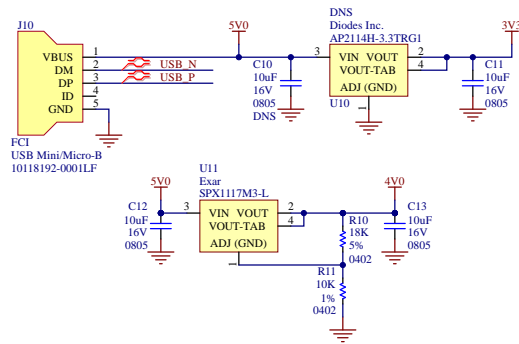 J10
VBUS
DM
DP
ID
GND
1
2
3
4
5
USB_N
USB_P
FCI
USB Mini/Micro-B
10118192-0001LF
5V0
C10
10uF
16V
0805
DNS
DNS
Diodes Inc.
AP2114H-3.3TRG1
3
VIN VOUT
VOUT-TAB
ADJ (GND)
2
4
1
U10
3V3
C11
10uF
16V
0805
5V0
C12
10uF
16V
0805
U11
Exar
SPX1117M3-L
3
VIN VOUT
VOUT-TAB
ADJ (GND)
2
4
1
4V0
R10
18K
5%
0402
C13
10uF
16V
0805
R11
10K
1%
0402